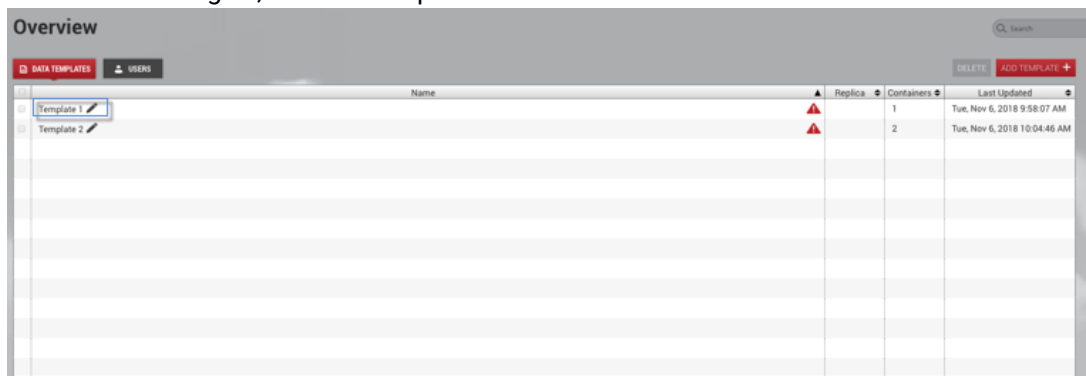 Overview
Search
DATA TEMPLATES USERS DELETE ADD TEMPLATE +
Name Replica Containers Last Updated
Template 1 1 Tue, Nov 6, 2018 9:58:07 AM
Template 2 2 Tue, Nov 6, 2018 10:04:46 AM